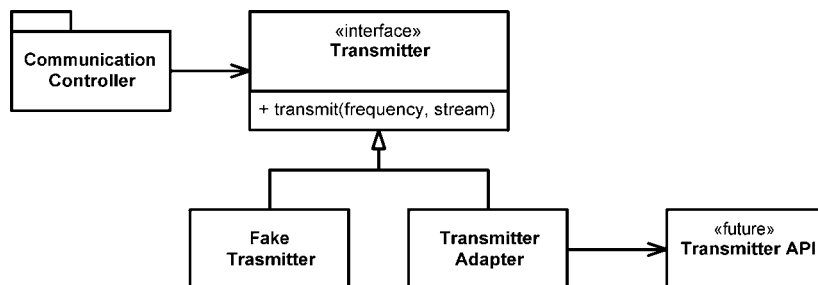 Communication
Controller
«interface»
Transmitter
+ transmit(frequency, stream)
Fake
Trasmitter
Transmitter
Adapter
«future»
Transmitter API